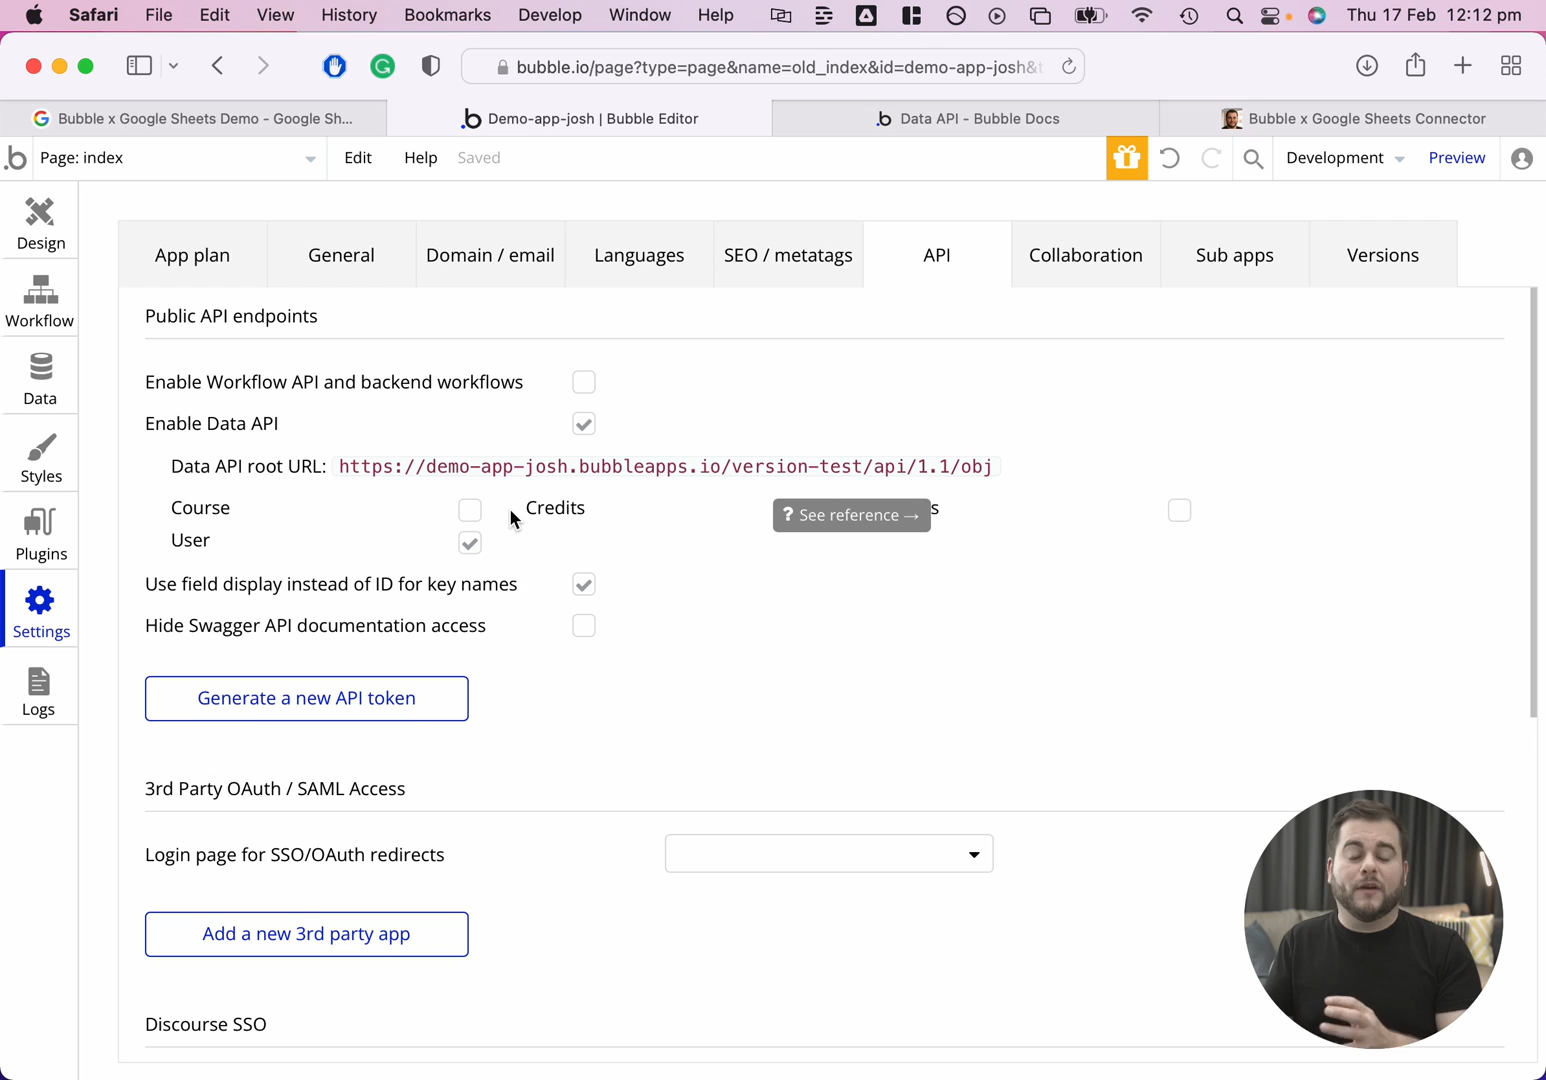 Safari File Edit View History Bookmarks Develop Window Help Thu 17 Feb 12:12 pm
bubble.io/page?type=page&name=old_index&id=demo-app-josh&t
Bubble x Google Sheets Demo - Google Sh... Demo-app-josh | Bubble Editor Data API - Bubble Docs Bubble x Google Sheets Connector
Page: index Edit Help Saved Development Preview
Design
Workflow
Data
Styles
Plugins
Settings
Logs
App plan General Domain / email Languages SEO / metatags API Collaboration Sub apps Versions
Public API endpoints
Enable Workflow API and backend workflows
Enable Data API
Data API root URL: https://demo-app-josh.bubbleapps.io/version-test/api/1.1/obj
Course Credits ? See reference → s
User
Use field display instead of ID for key names
Hide Swagger API documentation access
Generate a new API token
3rd Party OAuth / SAML Access
Login page for SSO/OAuth redirects
Add a new 3rd party app
Discourse SSO